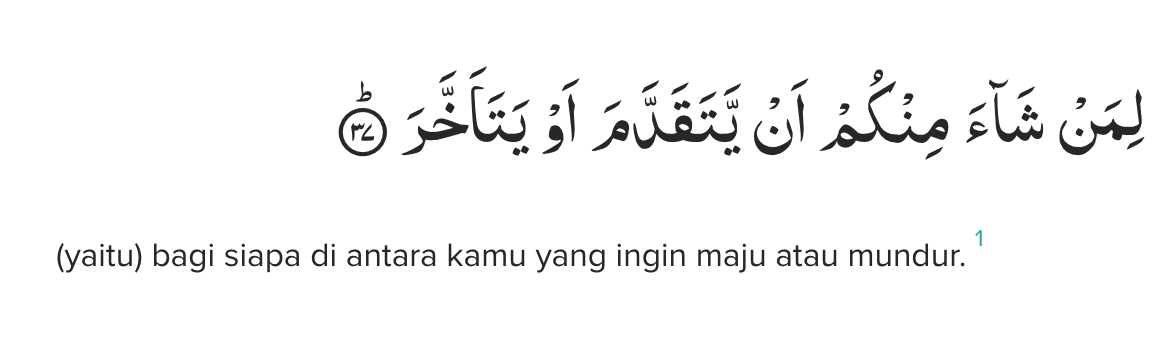 لِمَنْ شَاۤءَ مِنْكُمْ اَنْ يَّتَقَدَّمَ اَوْ يَتَاَخَّرَۗ ٣٧
(yaitu) bagi siapa di antara kamu yang ingin maju atau mundur. 1